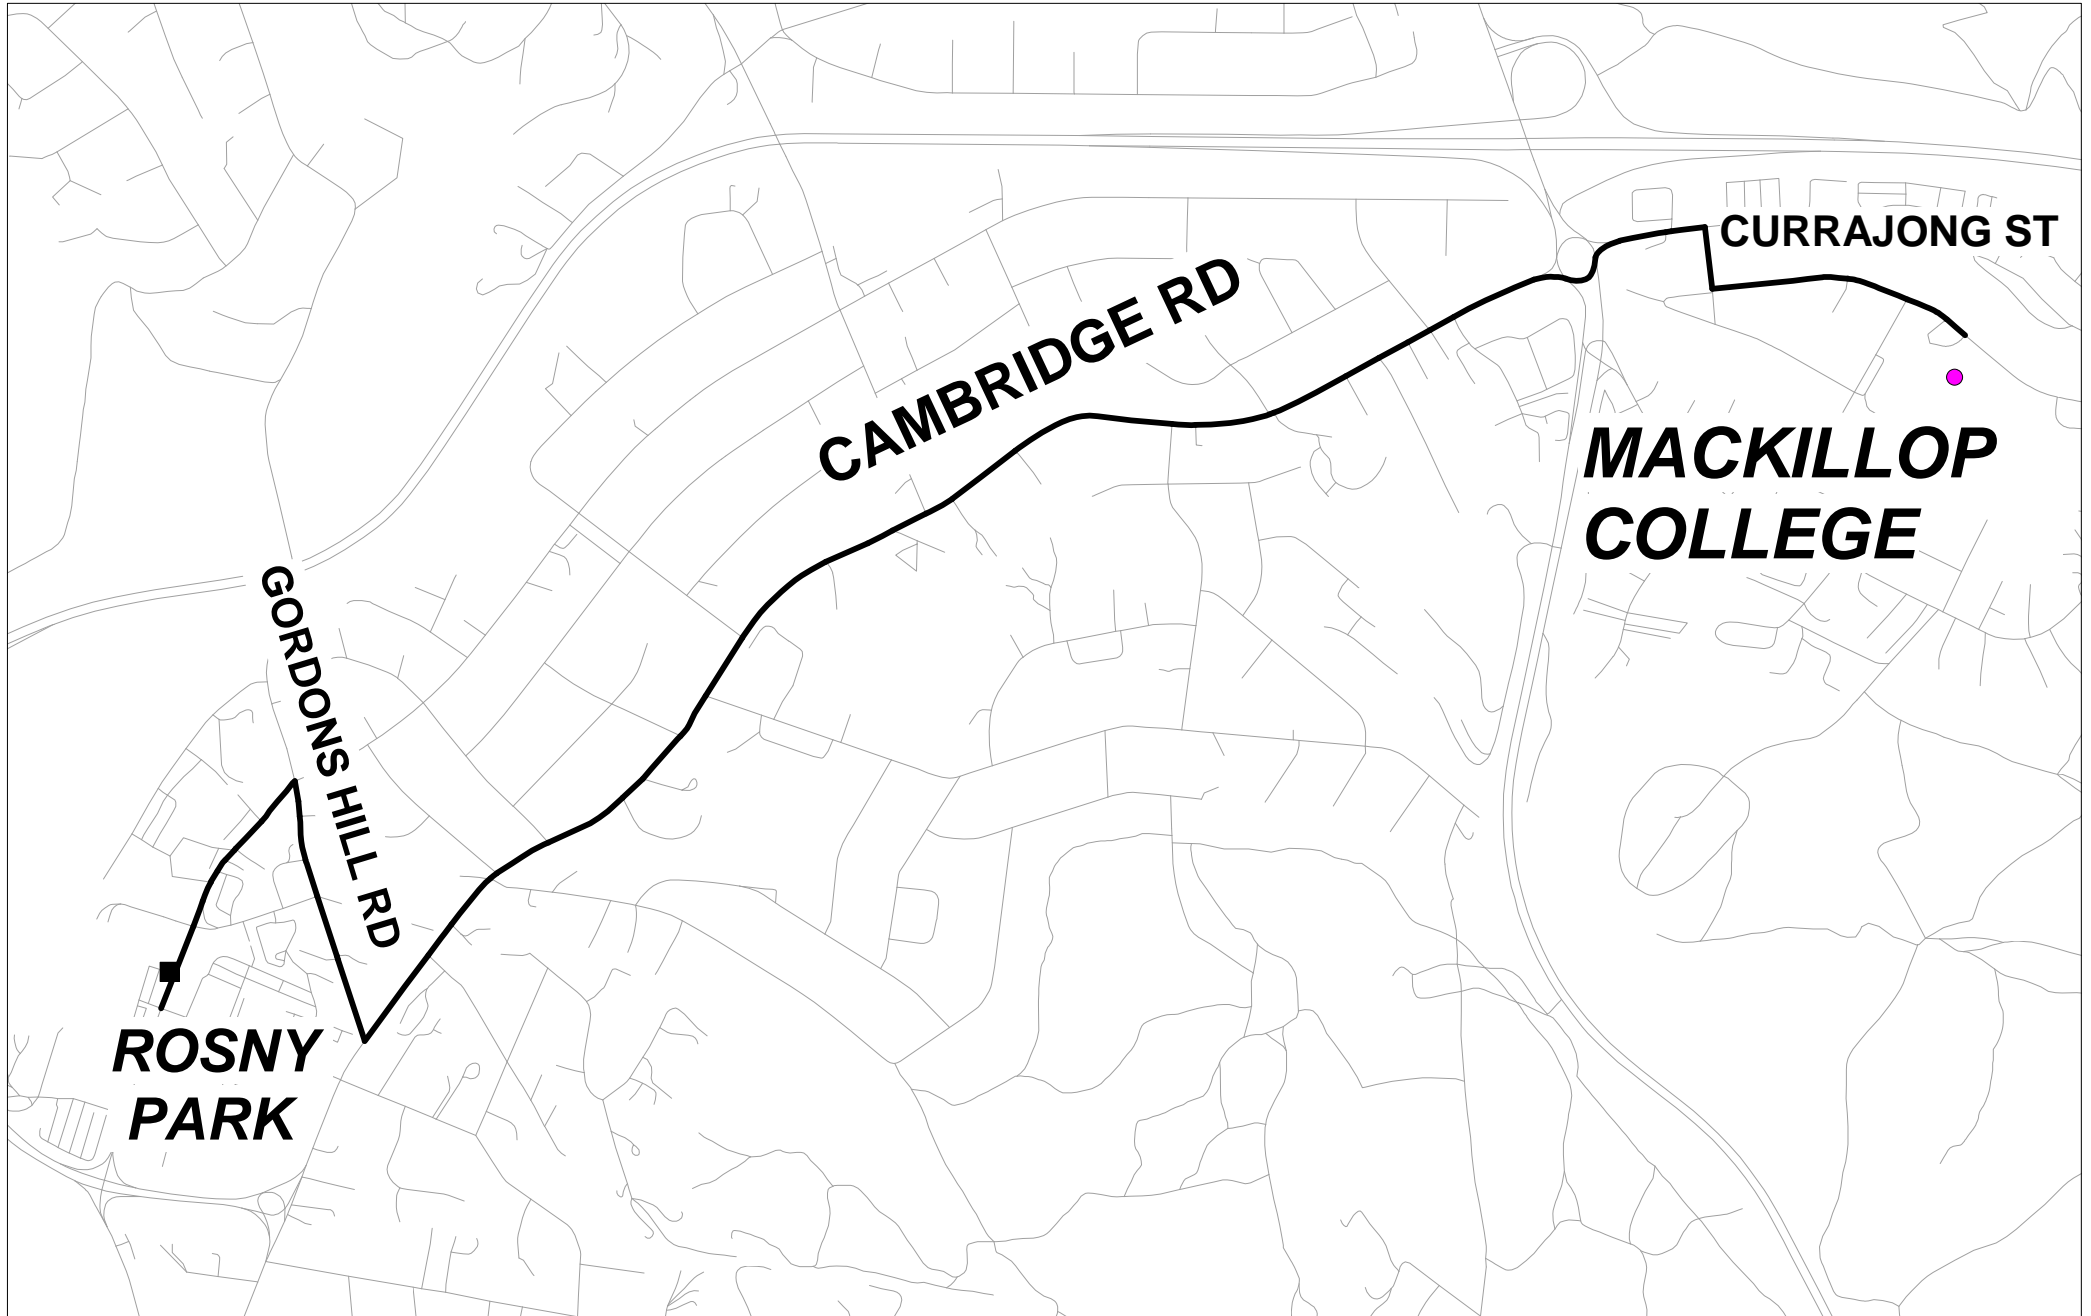 CURRAJONG ST
CAMBRIDGE RD
MACKILLOP
COLLEGE
GORDONS HILL RD
ROSNY
PARK